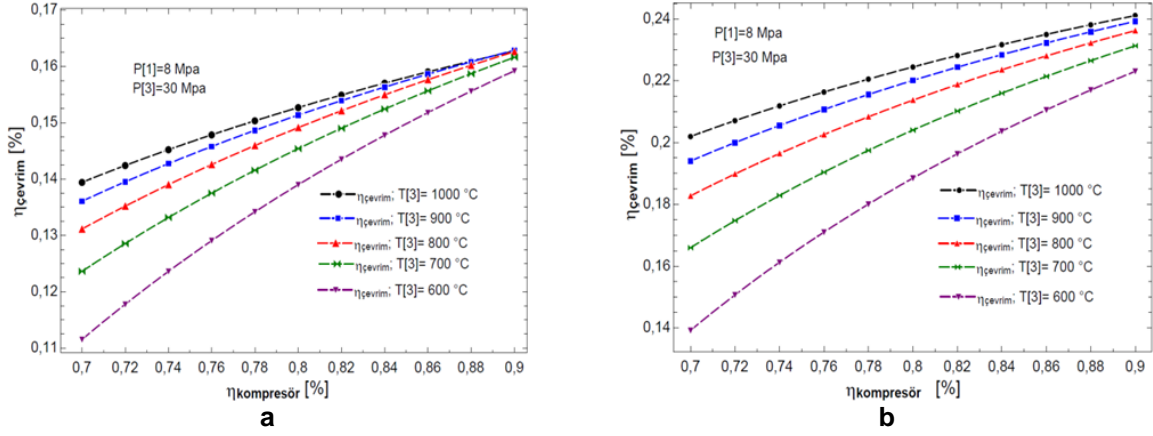 0,17
0,16
0,15
0,14
0,13
0,12
0,11
ηçevrim [%]
P[1]=8 Mpa
P[3]=30 Mpa
ηçevrim; T[3]= 1000 °C
ηçevrim; T[3]= 900 °C
ηçevrim; T[3]= 800 °C
ηçevrim; T[3]= 700 °C
ηçevrim; T[3]= 600 °C
0,7 0,72 0,74 0,76 0,78 0,8 0,82 0,84 0,86 0,88 0,9
ηkompresör [%]
a
0,24
0,22
0,2
0,18
0,16
0,14
ηçevrim [%]
P[1]=8 Mpa
P[3]=30 Mpa
ηçevrim; T[3]= 1000 °C
ηçevrim; T[3]= 900 °C
ηçevrim; T[3]= 800 °C
ηçevrim; T[3]= 700 °C
ηçevrim; T[3]= 600 °C
0,7 0,72 0,74 0,76 0,78 0,8 0,82 0,84 0,86 0,88 0,9
ηkompresör [%]
b